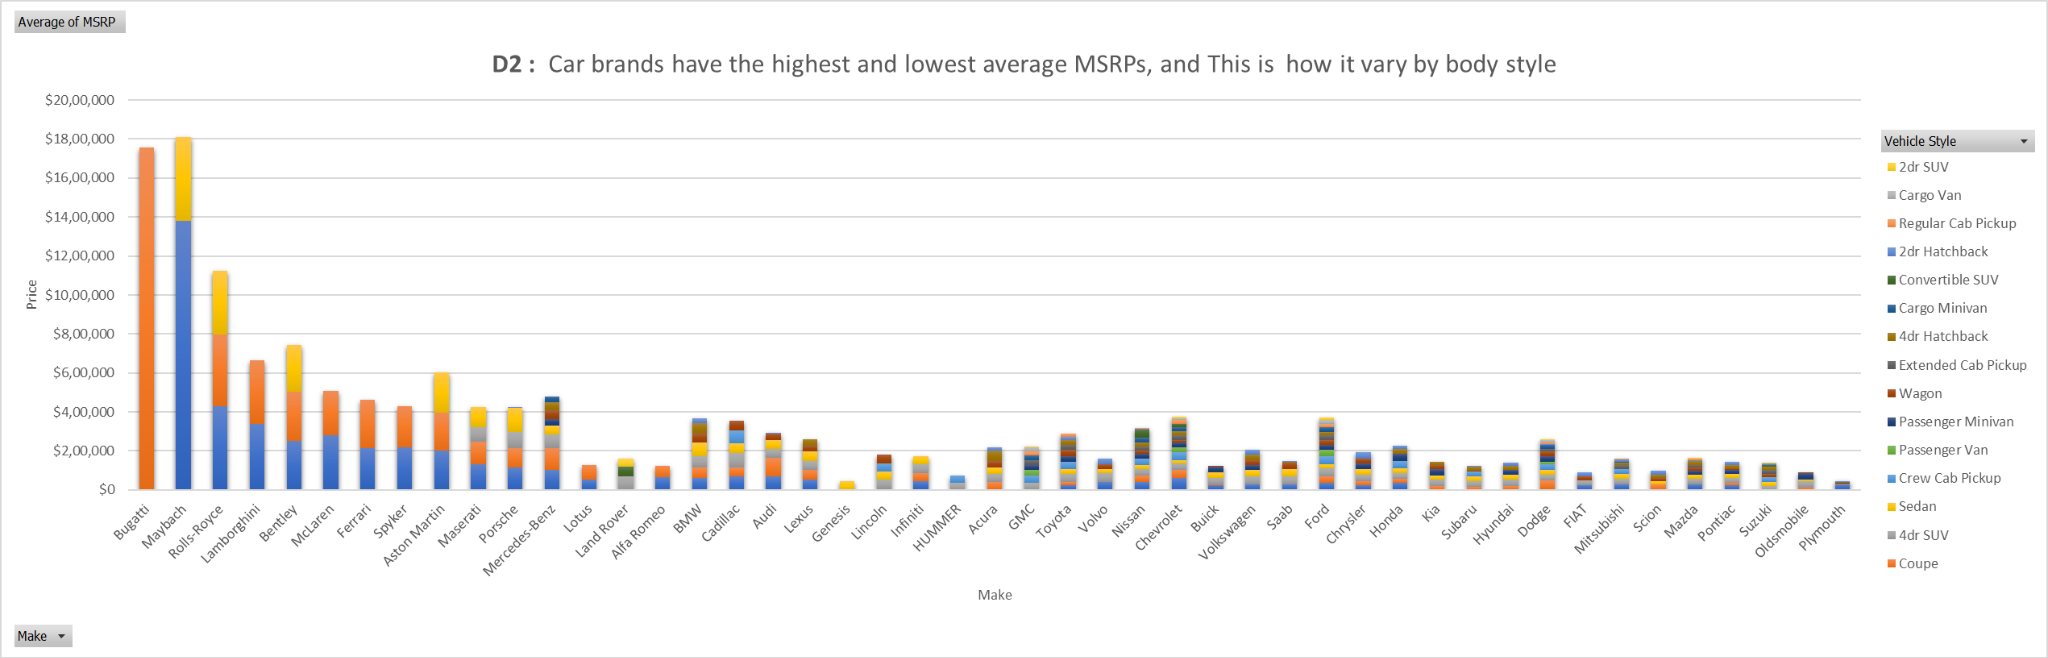 Average of MSRP
D2 :  Car brands have the highest and lowest average MSRPs, and This is  how it vary by body style
$20,00,000
$18,00,000
$16,00,000
$14,00,000
$12,00,000
$10,00,000
$8,00,000
$6,00,000
$4,00,000
$2,00,000
$0
Price
Bugatti
Maybach
Rolls-Royce
Lamborghini
Bentley
McLaren
Ferrari
Spyker
Aston Martin
Maserati
Porsche
Mercedes-Benz
Lotus
Land Rover
Alfa Romeo
BMW
Cadillac
Audi
Lexus
Genesis
Lincoln
Infiniti
HUMMER
Acura
GMC
Toyota
Volvo
Nissan
Chevrolet
Buick
Volkswagen
Saab
Ford
Chrysler
Honda
Kia
Subaru
Hyundai
Dodge
FIAT
Mitsubishi
Scion
Mazda
Pontiac
Suzuki
Oldsmobile
Plymouth
Make
Vehicle Style
2dr SUV
Cargo Van
Regular Cab Pickup
2dr Hatchback
Convertible SUV
Cargo Minivan
4dr Hatchback
Extended Cab Pickup
Wagon
Passenger Minivan
Passenger Van
Crew Cab Pickup
Sedan
4dr SUV
Coupe
Make